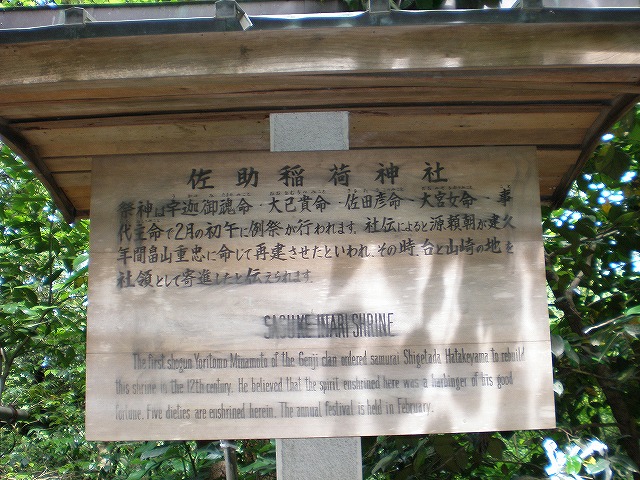 佐助稲荷神社
祭神は宇迦御魂命・大己貴命・佐田彦命・大宮女命・事
代主命で2月の初午に例祭が行われます。社伝によると源頼朝が建久
年間畠山重忠に命じて再建させたといわれ、その時、台と山崎の地を
社領として寄進したと伝えられます。
SASUKE INARI SHRINE
The first shogun Yoritomo Minamoto of the Genji clan ordered samurai Shigetada Hatakeyama to rebuild
this shrine in the 12th century. He believed that the spirit enshrined here was a harbinger of his good
fortune. Five dieties are enshrined herein. The annual festival is held in February.